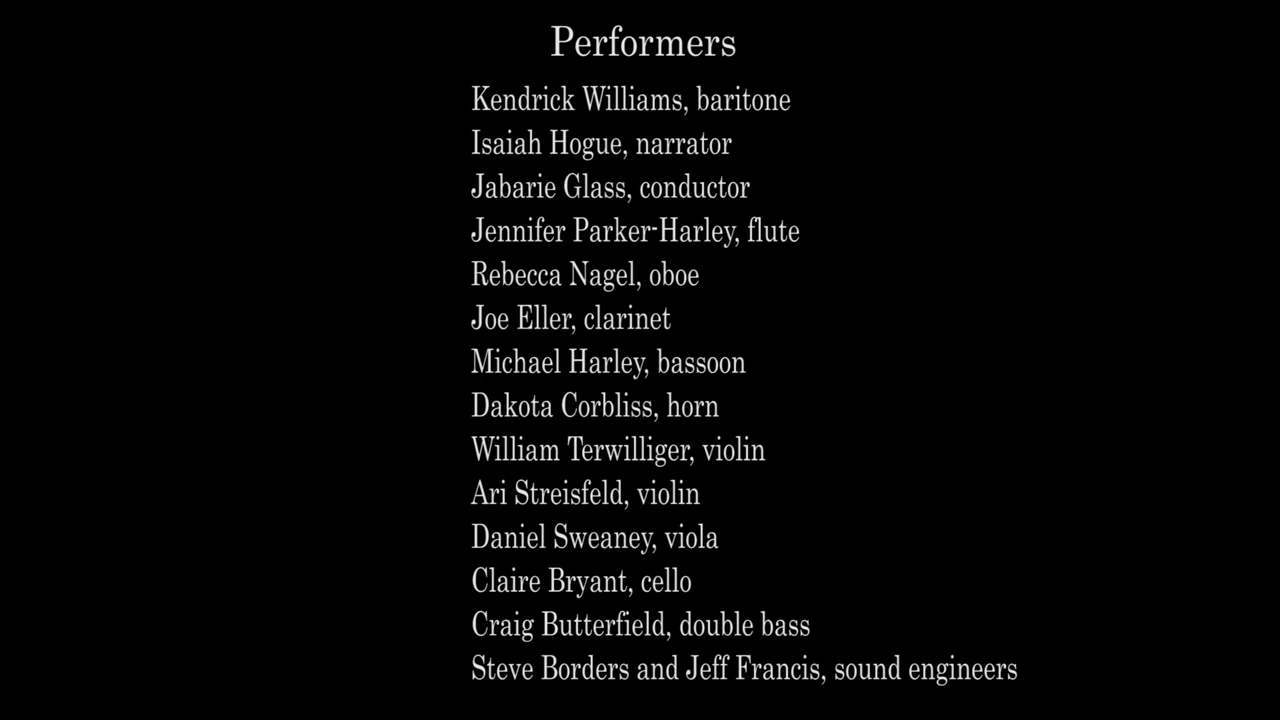 Performers
Kendrick Williams, baritone
Isaiah Hogue, narrator
Jabarie Glass, conductor
Jennifer Parker-Harley, flute
Rebecca Nagel, oboe
Joe Eller, clarinet
Michael Harley, bassoon
Dakota Corbliss, horn
William Terwilliger, violin
Ari Streisfeld, violin
Daniel Sweaney, viola
Claire Bryant, cello
Craig Butterfield, double bass
Steve Borders and Jeff Francis, sound engineers